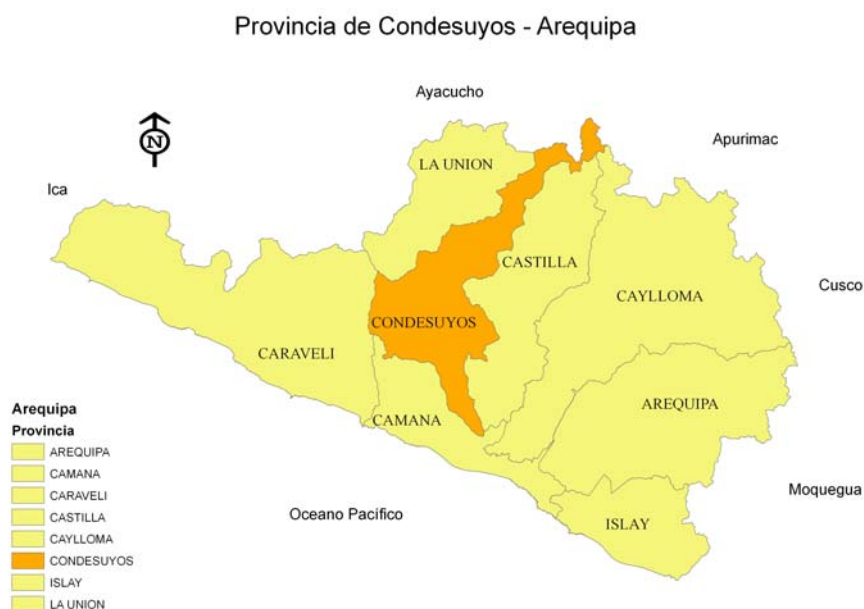 Provincia de Condesuyos - Arequipa
Ayacucho
Apurimac
N
LA UNION
Ica
CASTILLA
Cusco
CAYLLOMA
CONDESUYOS
CARAVELI
AREQUIPA
CAMANA
Moquegua
Oceano Pacífico
ISLAY
Arequipa
Provincia
AREQUIPA
CAMANA
CARAVELI
CASTILLA
CAYLLOMA
CONDESUYOS
ISLAY
LA UNION